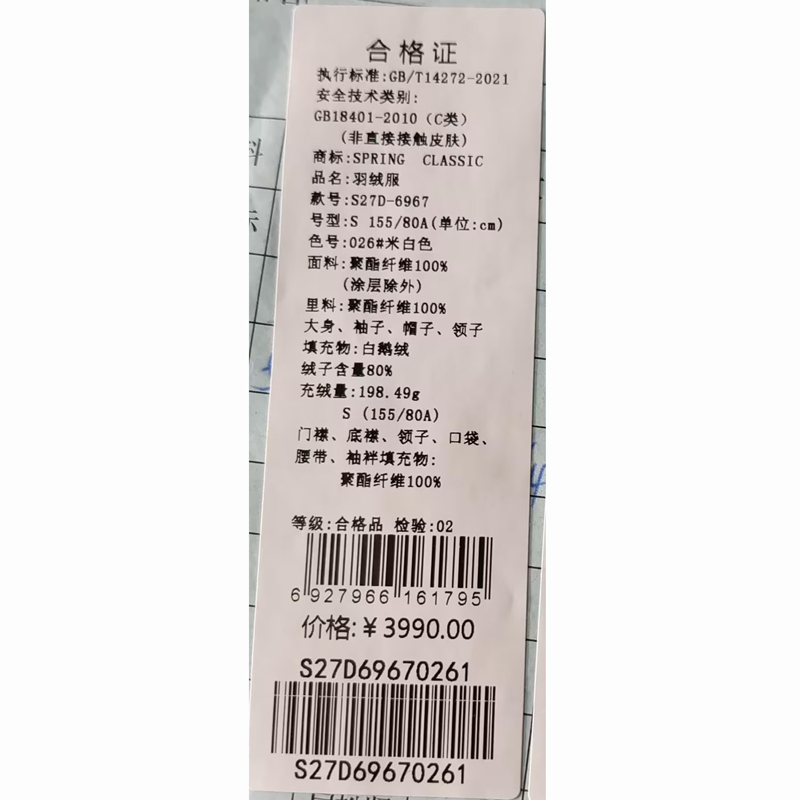 合格证
执行标准:GB/T14272-2021
安全技术类别:
GB18401-2010（C类）
(非直接接触皮肤)
商标:SPRING CLASSIC
品名:羽绒服
款号:S27D-6967
号型:S 155/80A(单位:cm)
色号:026#米白色
面料:聚酯纤维100%
(涂层除外)
里料:聚酯纤维100%
大身、袖子、帽子、领子
填充物:白鹅绒
绒子含量80%
充绒量:198.49g
S (155/80A)
门襟、底襟、领子、口袋、
腰带、袖袢填充物:
聚酯纤维100%
等级:合格品 检验:02
6 927966 161795
价格:¥3990.00
S27D69670261
S27D69670261